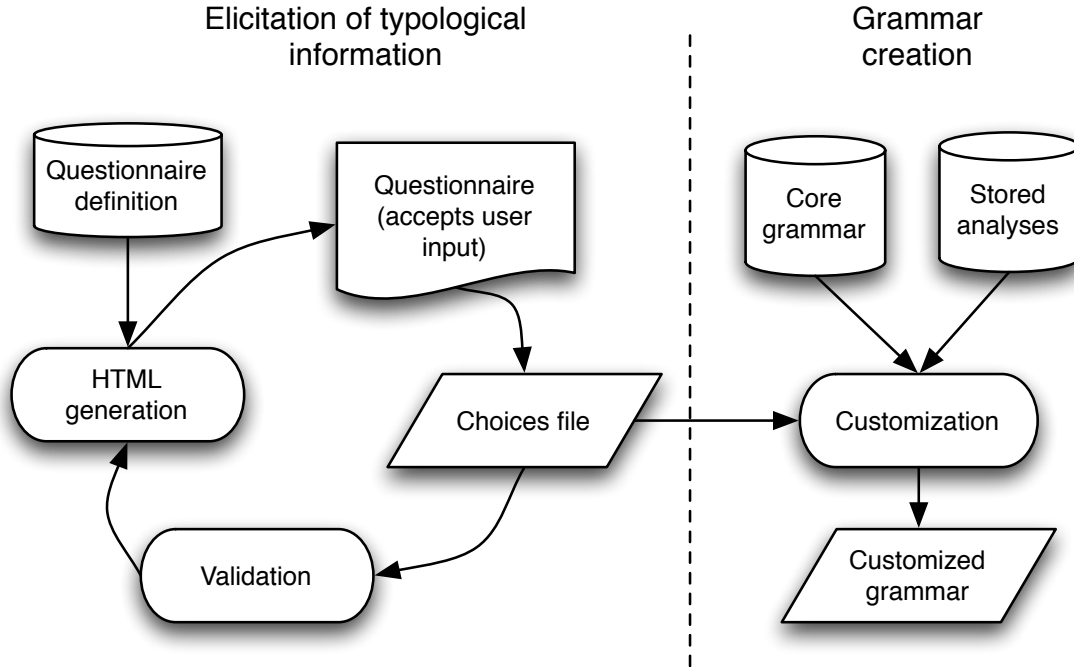 Elicitation of typological
information
Grammar
creation
Questionnaire
definition
Questionnaire
(accepts user
input)
Core
grammar
Stored
analyses
HTML
generation
Choices file
Customization
Validation
Customized
grammar